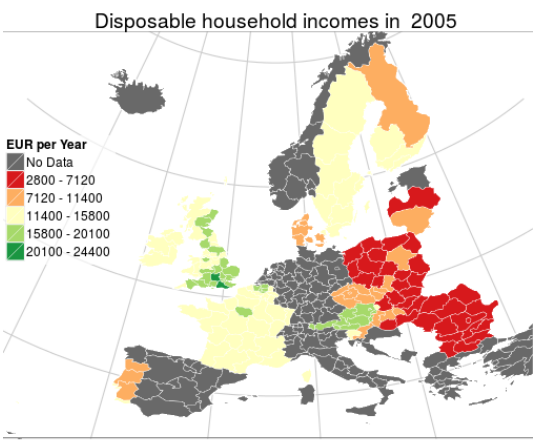 Disposable household incomes in 2005
EUR per Year
No Data
2800 - 7120
7120 - 11400
11400 - 15800
15800 - 20100
20100 - 24400